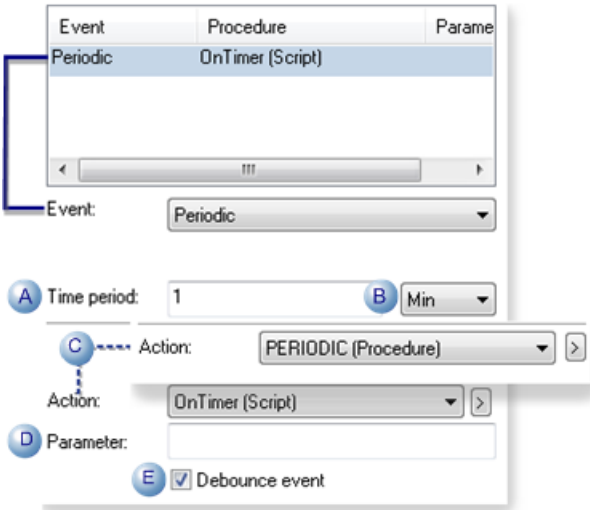 Event Procedure Parame
Periodic OnTimer (Script)
Event: Periodic
A Time period: 1 B Min
C Action: PERIODIC (Procedure) >
Action: OnTimer (Script) >
D Parameter:
E Debounce event